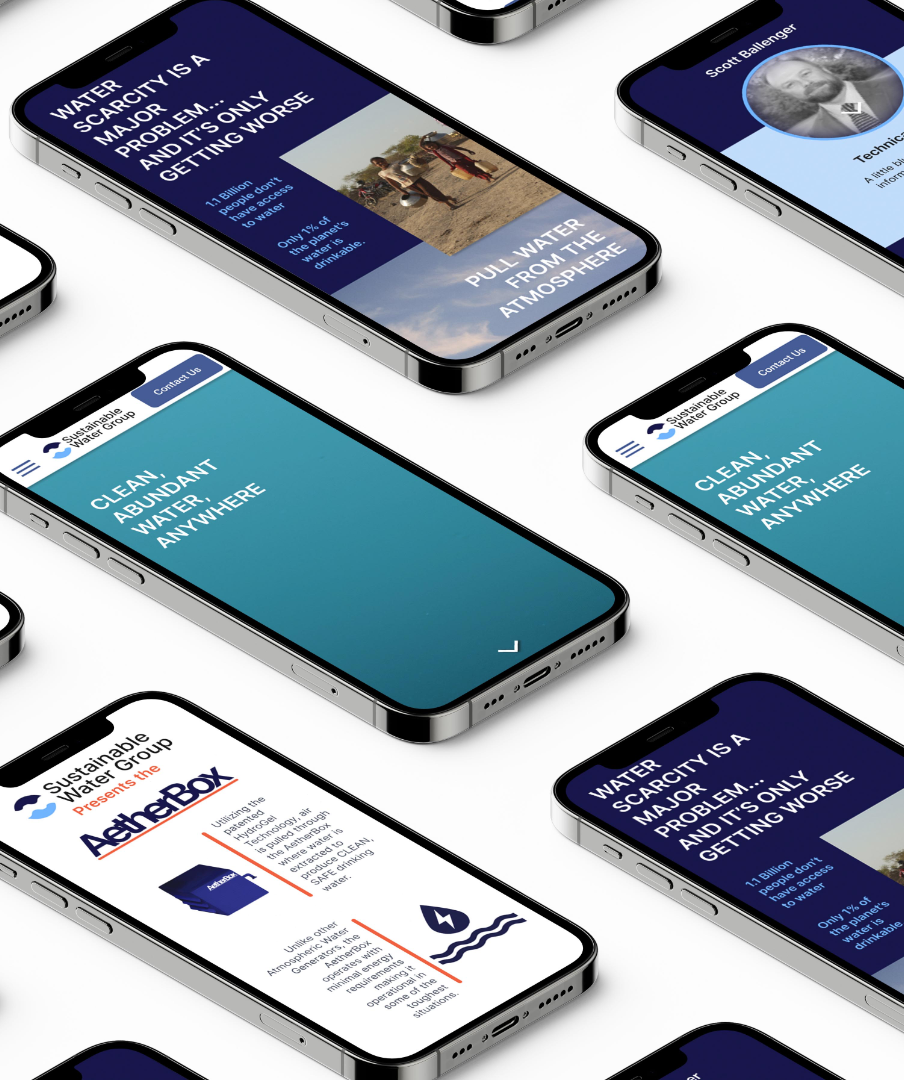 WATER
SCARCITY IS A
MAJOR
PROBLEM...
AND IT'S ONLY
GETTING WORSE
1.1 Billion
people don't
have access
to water
Only 1% of
the planet's
water is
drinkable.
PULL WATER
FROM THE
ATMOSPHERE
Scott Ballenger
Technica
A little bl
inform
Contact Us
Sustainable
Water Group
CLEAN,
ABUNDANT
WATER,
ANYWHERE
Contact Us
Sustainable
Water Group
CLEAN,
ABUNDANT
WATER,
ANYWHERE
Sustainable
Water Group
Presents the
AetherBox
Utilizing the
patented
HydroGel
Technology, air
is pulled through
the AetherBox
where water is
extracted to
produce CLEAN,
SAFE drinking
water.
AetherBox
Unlike other
Atmospheric Water
Generators, the
AetherBox
operates with
minimal energy
requirements
making it
operational in
some of the
toughest
situations.
WATER
SCARCITY IS A
MAJOR
PROBLEM...
AND IT'S ONLY
GETTING WORSE
1.1 Billion
people don't
have access
to water
Only 1% of
the planet's
water is
drinkable